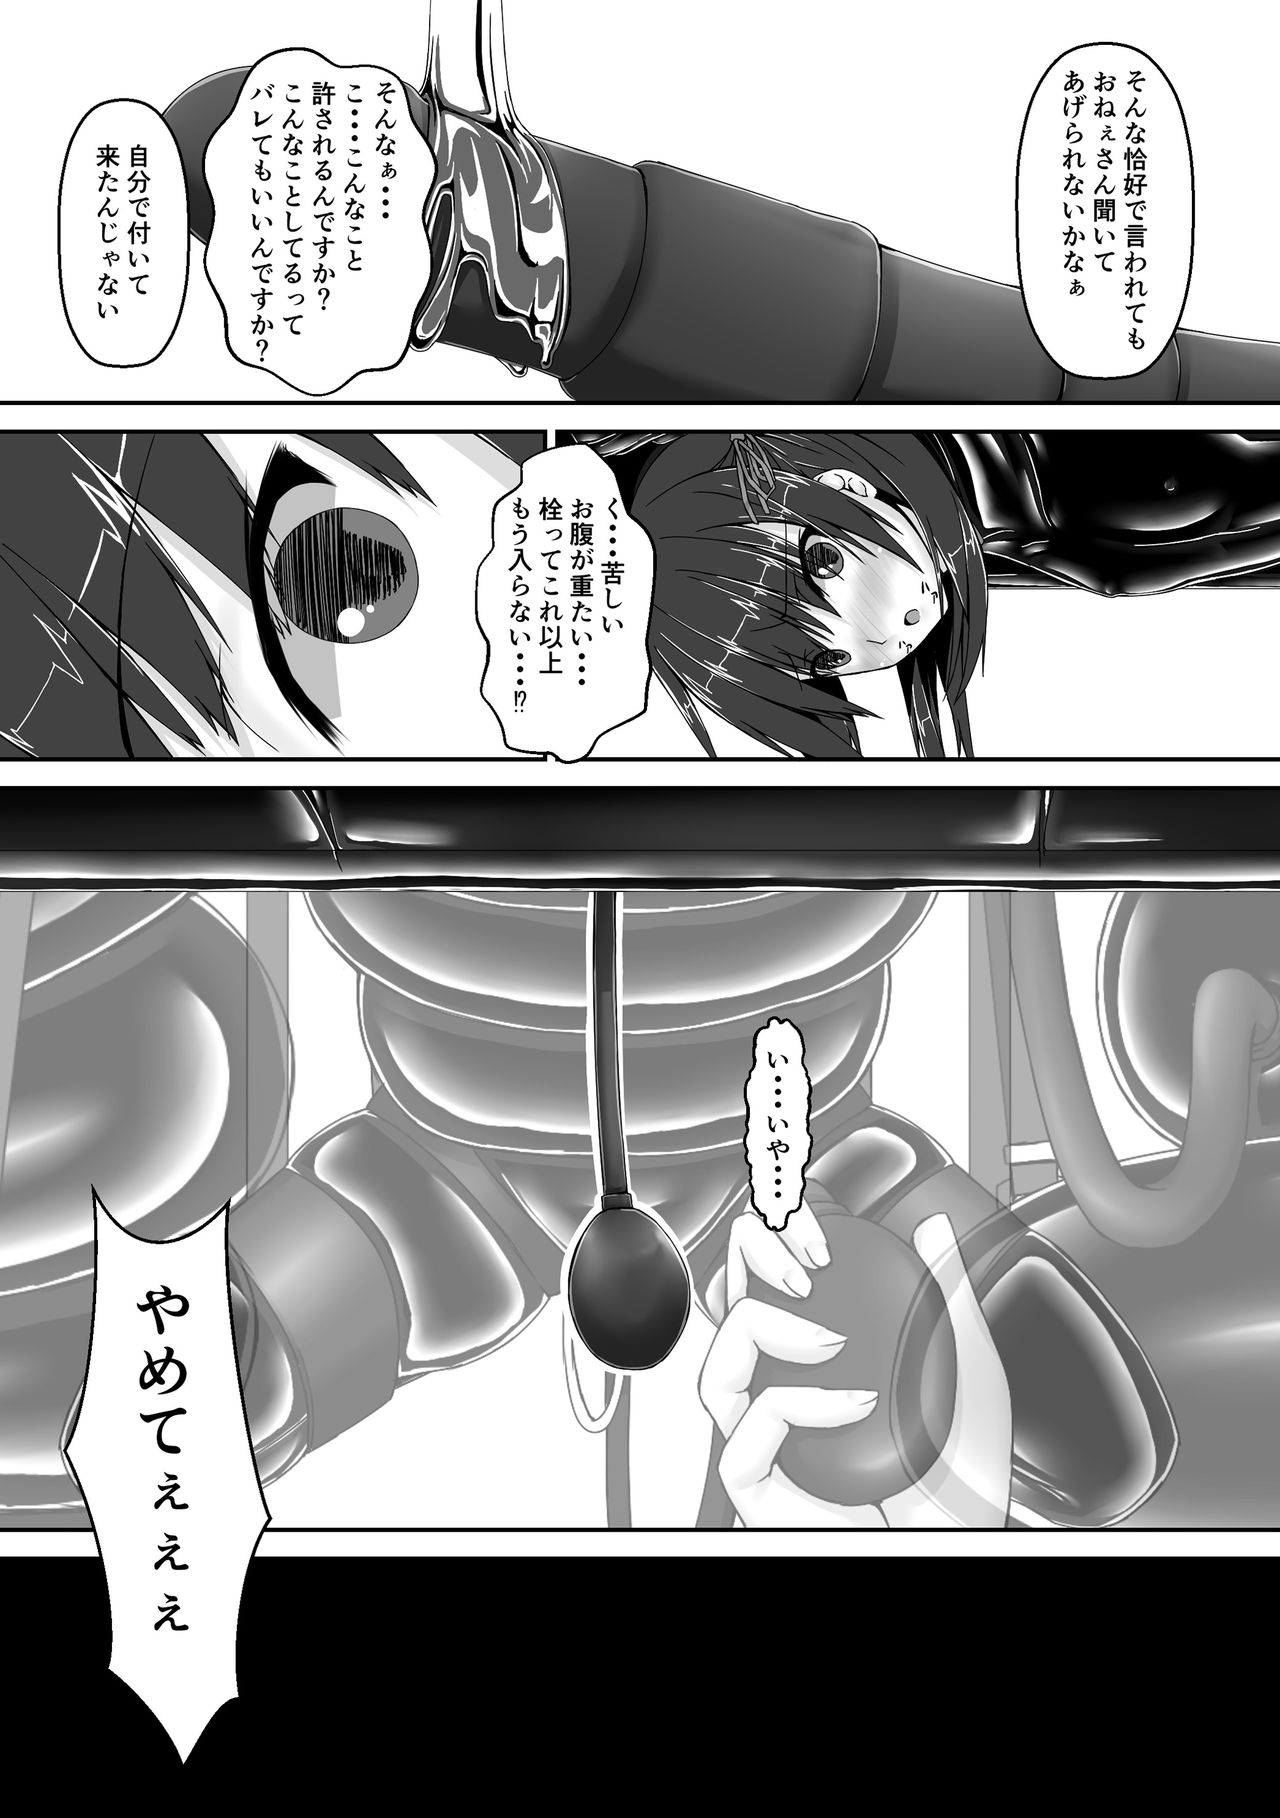 そんな恰好で言われても
おねぇさん聞いて
あげられないかなぁ
そんなぁ・・・
こ・・・こんなこと
許されるんですか?
こんなことしてるって
バレてもいいんですか?
自分で付いて
来たんじゃない
く・・・苦しい
お腹が重たい・・・
栓ってこれ以上
もう入らない・・・・!?
ハァ
ハァ
い・・・・いや・・・・
やめてぇぇぇ